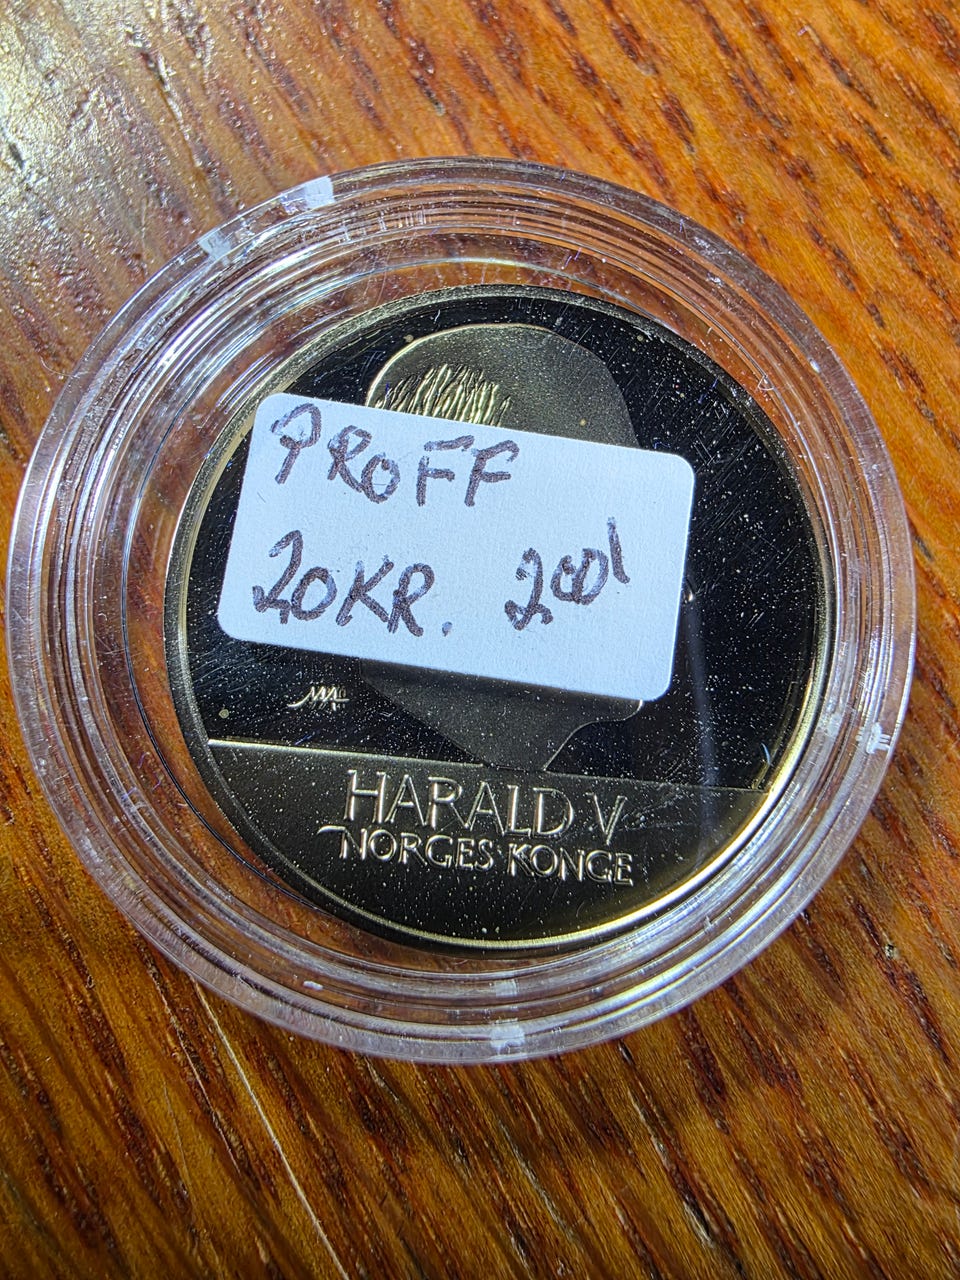 PROFF
20KR. 2001
HARALD V
NORGES KONGE